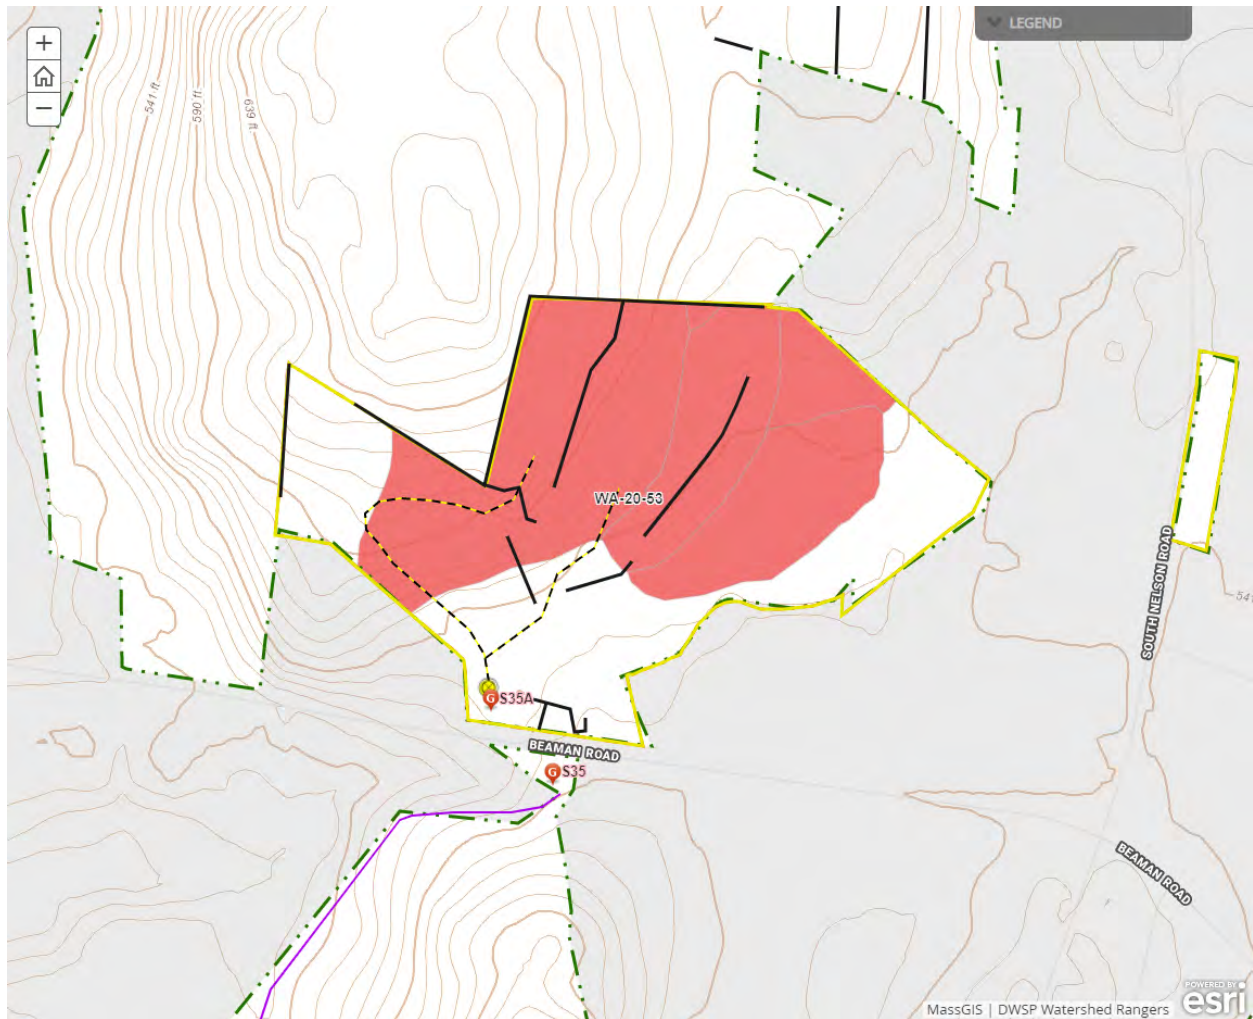 +
−
LEGEND
541 ft.
590 ft.
639 ft.
WA-20-53
SOUTH NELSON ROAD
G S35A
BEAMAN ROAD
G S35
BEAMAN ROAD
MassGIS | DWSP Watershed Rangers
POWERED BY
esri